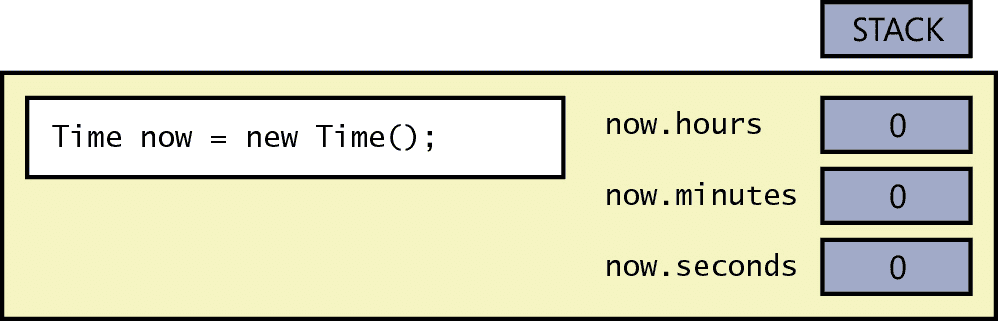 STACK
Time now = new Time();
now.hours
0
now.minutes
0
now.seconds
0